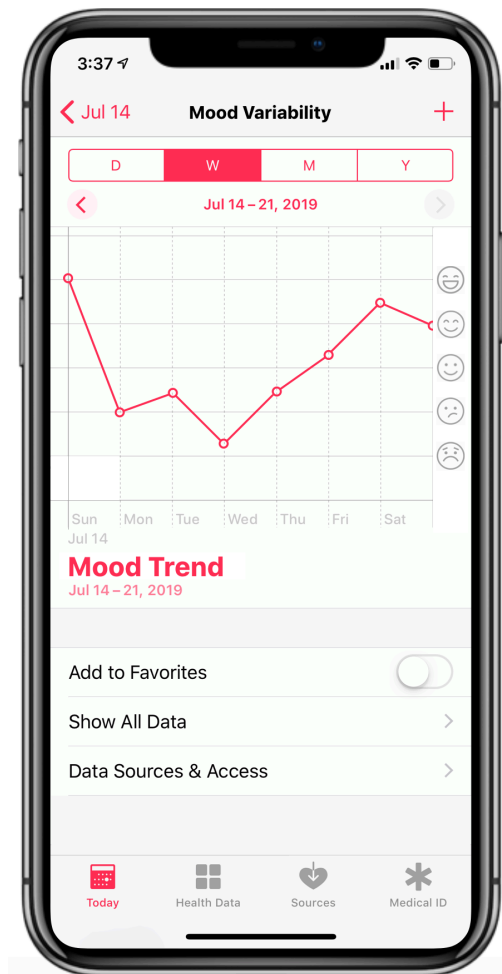 3:37
Jul 14
Mood Variability
D W M Y
Jul 14 – 21, 2019
Sun Mon Tue Wed Thu Fri Sat
Jul 14
Mood Trend
Jul 14 – 21, 2019
Add to Favorites
Show All Data
Data Sources & Access
Today Health Data Sources Medical ID